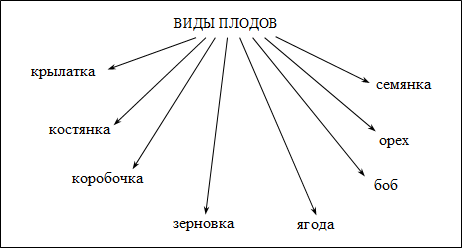 ВИДЫ ПЛОДОВ
крылатка
семянка
костянка
орех
коробочка
боб
зерновка
ягода